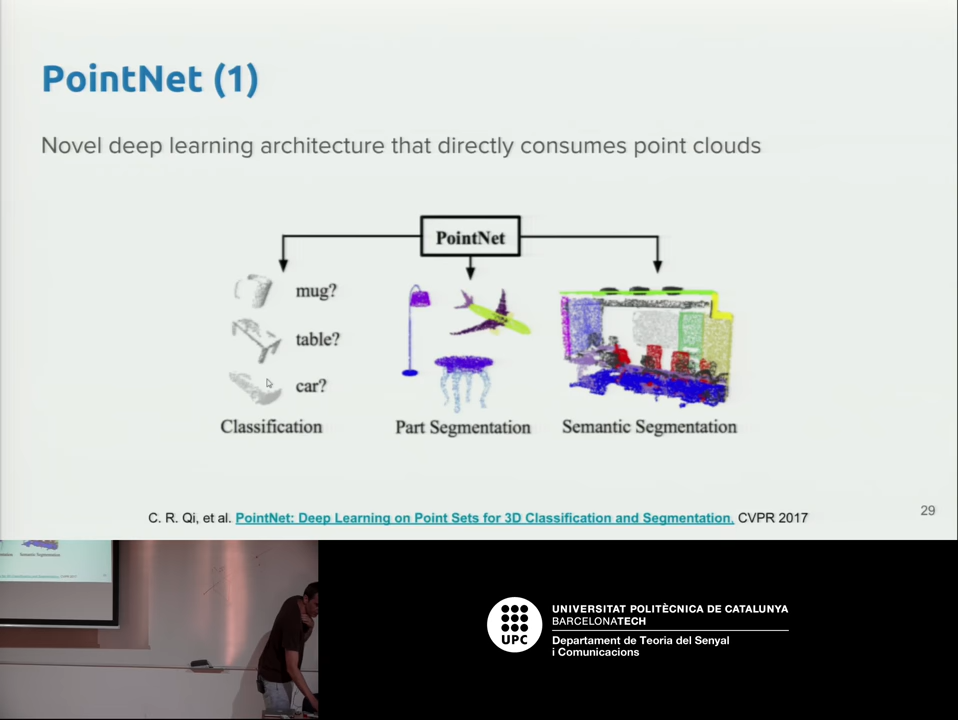 PointNet (1)
Novel deep learning architecture that directly consumes point clouds
PointNet
mug?
table?
car?
Classification
Part Segmentation
Semantic Segmentation
C. R. Qi, et al. PointNet: Deep Learning on Point Sets for 3D Classification and Segmentation. CVPR 2017
29
UPC
UNIVERSITAT POLITÈCNICA DE CATALUNYA
BARCELONATECH
Departament de Teoria del Senyal
i Comunicacions